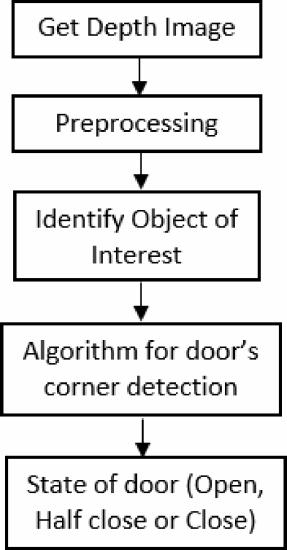 Get Depth Image
Preprocessing
Identify Object of
Interest
Algorithm for door's
corner detection
State of door (Open,
Half close or Close)